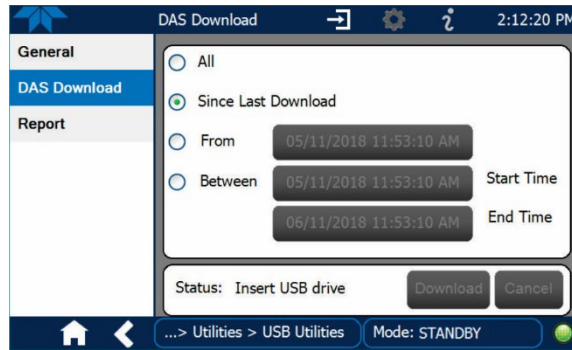 DAS Download 2:12:20 PM
General
DAS Download
Report
All
Since Last Download
From 05/11/2018 11:53:10 AM
Between 05/11/2018 11:53:10 AM Start Time
06/11/2018 11:53:10 AM End Time
Status: Insert USB drive Download Cancel
...> Utilities > USB Utilities Mode: STANDBY